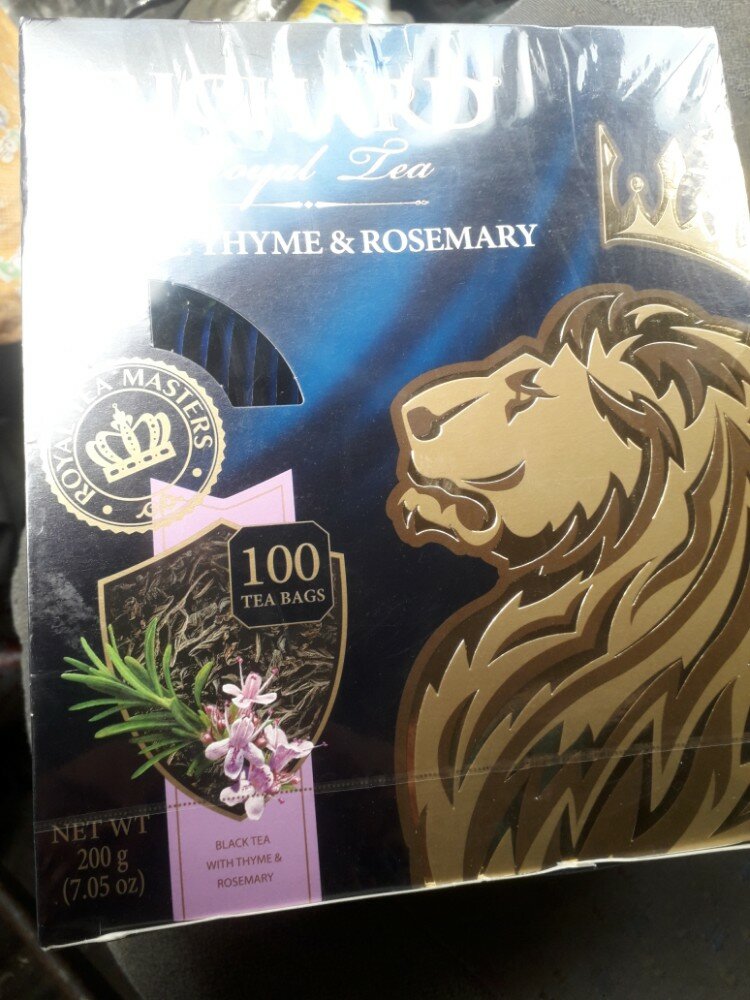 RICHARD
Royal Tea
THYME & ROSEMARY
ROYAL TEA MASTERS
100
TEA BAGS
NET WT
200 g
(7.05 oz)
BLACK TEA
WITH THYME &
ROSEMARY